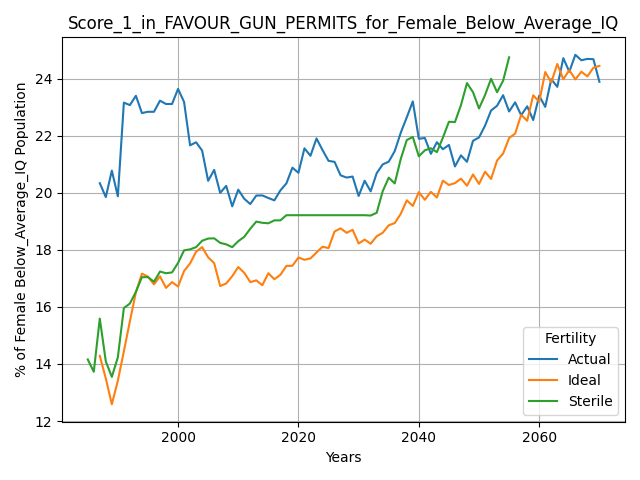 Score_1_in_FAVOUR_GUN_PERMITS_for_Female_Below_Average_IQ
% of Female Below_Average_IQ Population
24
22
20
18
16
14
12
2000
2020
2040
2060
Years
Fertility
Actual
Ideal
Sterile